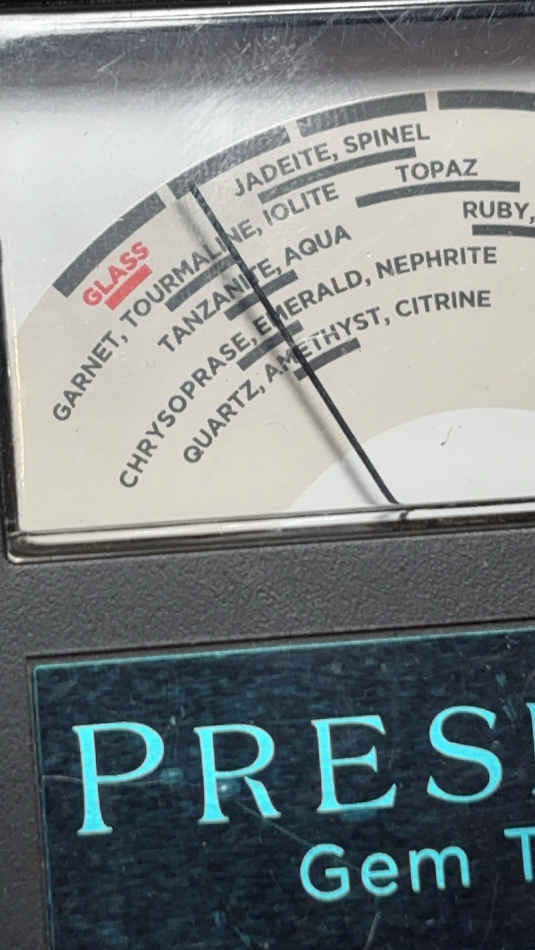 JADEITE, SPINEL
TOPAZ
RUBY,
GLASS
GARNET, TOURMALINE, IOLITE
TANZANITE, AQUA
CHRYSOPRASE, EMERALD, NEPHRITE
QUARTZ, AMETHYST, CITRINE
PRES
Gem T